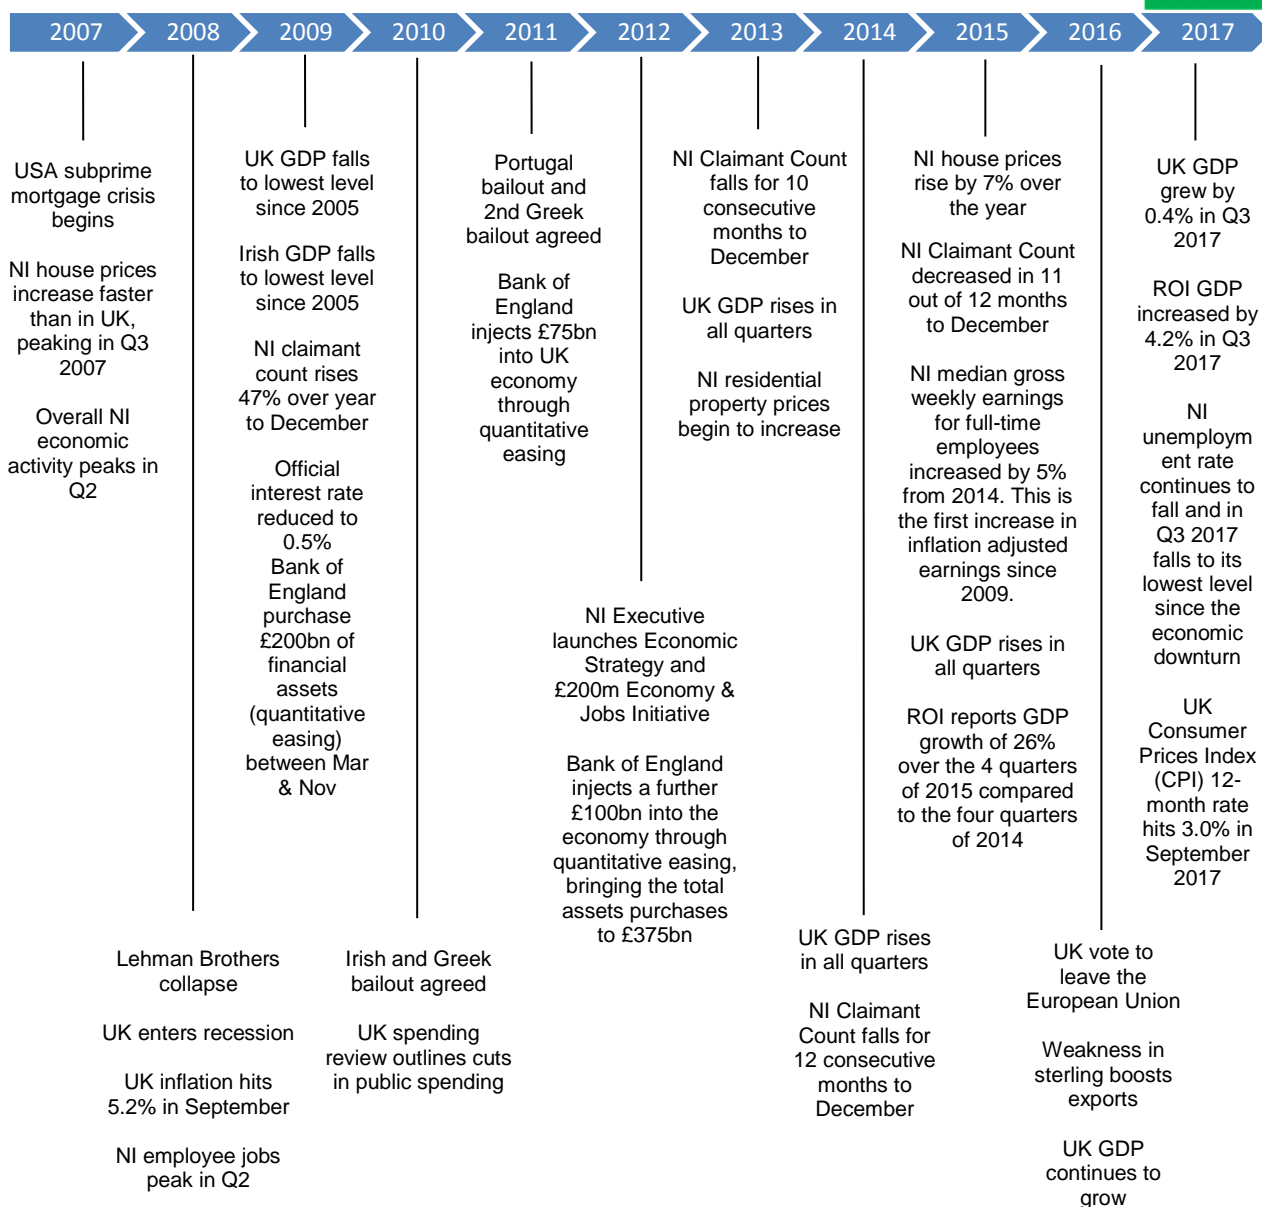 2007
2008
2009
2010
2011
2012
2013
2014
2015
2016
2017
USA subprime
mortgage crisis
begins
NI house prices
increase faster
than in UK,
peaking in Q3
2007
Overall NI
economic
activity peaks in
Q2
Lehman Brothers
collapse
UK enters recession
UK inflation hits
5.2% in September
NI employee jobs
peak in Q2
UK GDP falls
to lowest level
since 2005
Irish GDP falls
to lowest level
since 2005
NI claimant
count rises
47% over year
to December
Official
interest rate
reduced to
0.5%
Bank of
England
purchase
£200bn of
financial
assets
(quantitative
easing)
between Mar
& Nov
Irish and Greek
bailout agreed
UK spending
review outlines cuts
in public spending
Portugal
bailout and
2nd Greek
bailout agreed
Bank of
England
injects £75bn
into UK
economy
through
quantitative
easing
NI Executive
launches Economic
Strategy and
£200m Economy &
Jobs Initiative
Bank of England
injects a further
£100bn into the
economy through
quantitative easing,
bringing the total
assets purchases
to £375bn
NI Claimant Count
falls for 10
consecutive
months to
December
UK GDP rises in
all quarters
NI residential
property prices
begin to increase
UK GDP rises
in all quarters
NI Claimant
Count falls for
12 consecutive
months to
December
NI house prices
rise by 7% over
the year
NI Claimant Count
decreased in 11
out of 12 months
to December
NI median gross
weekly earnings
for full-time
employees
increased by 5%
from 2014. This is
the first increase in
inflation adjusted
earnings since
2009.
UK GDP rises in
all quarters
ROI reports GDP
growth of 26%
over the 4 quarters
of 2015 compared
to the four quarters
of 2014
UK vote to
leave the
European Union
Weakness in
sterling boosts
exports
UK GDP
continues to
grow
UK GDP
grew by
0.4% in Q3
2017
ROI GDP
increased by
4.2% in Q3
2017
NI
unemploym
ent rate
continues to
fall and in
Q3 2017
falls to its
lowest level
since the
economic
downturn
UK
Consumer
Prices Index
(CPI) 12-
month rate
hits 3.0% in
September
2017